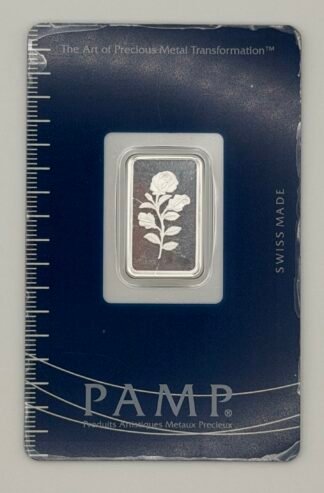 The Art of Precious Metal Transformation™
SWISS MADE
PAMP®
Produits Artistiques Métaux Précieux